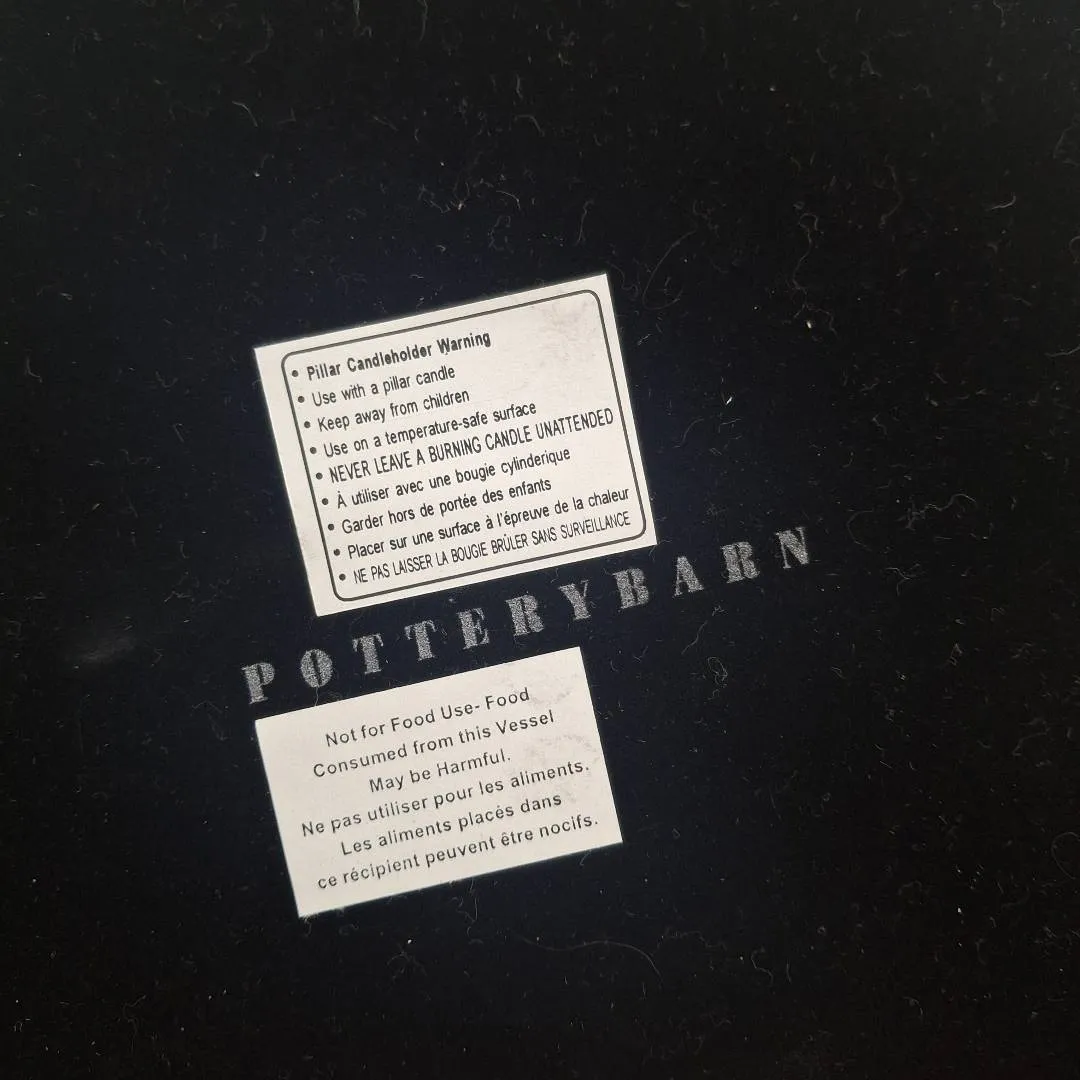 • Pillar Candleholder Warning
• Use with a pillar candle
• Keep away from children
• Use on a temperature-safe surface
• NEVER LEAVE A BURNING CANDLE UNATTENDED
• À utiliser avec une bougie cylinderique
• Garder hors de portée des enfants
• Placer sur une surface à l'épreuve de la chaleur
• NE PAS LAISSER LA BOUGIE BRÛLER SANS SURVEILLANCE
POTTERYBARN
Not for Food Use- Food
Consumed from this Vessel
May be Harmful.
Ne pas utiliser pour les aliments.
Les aliments placés dans
ce récipient peuvent être nocifs.